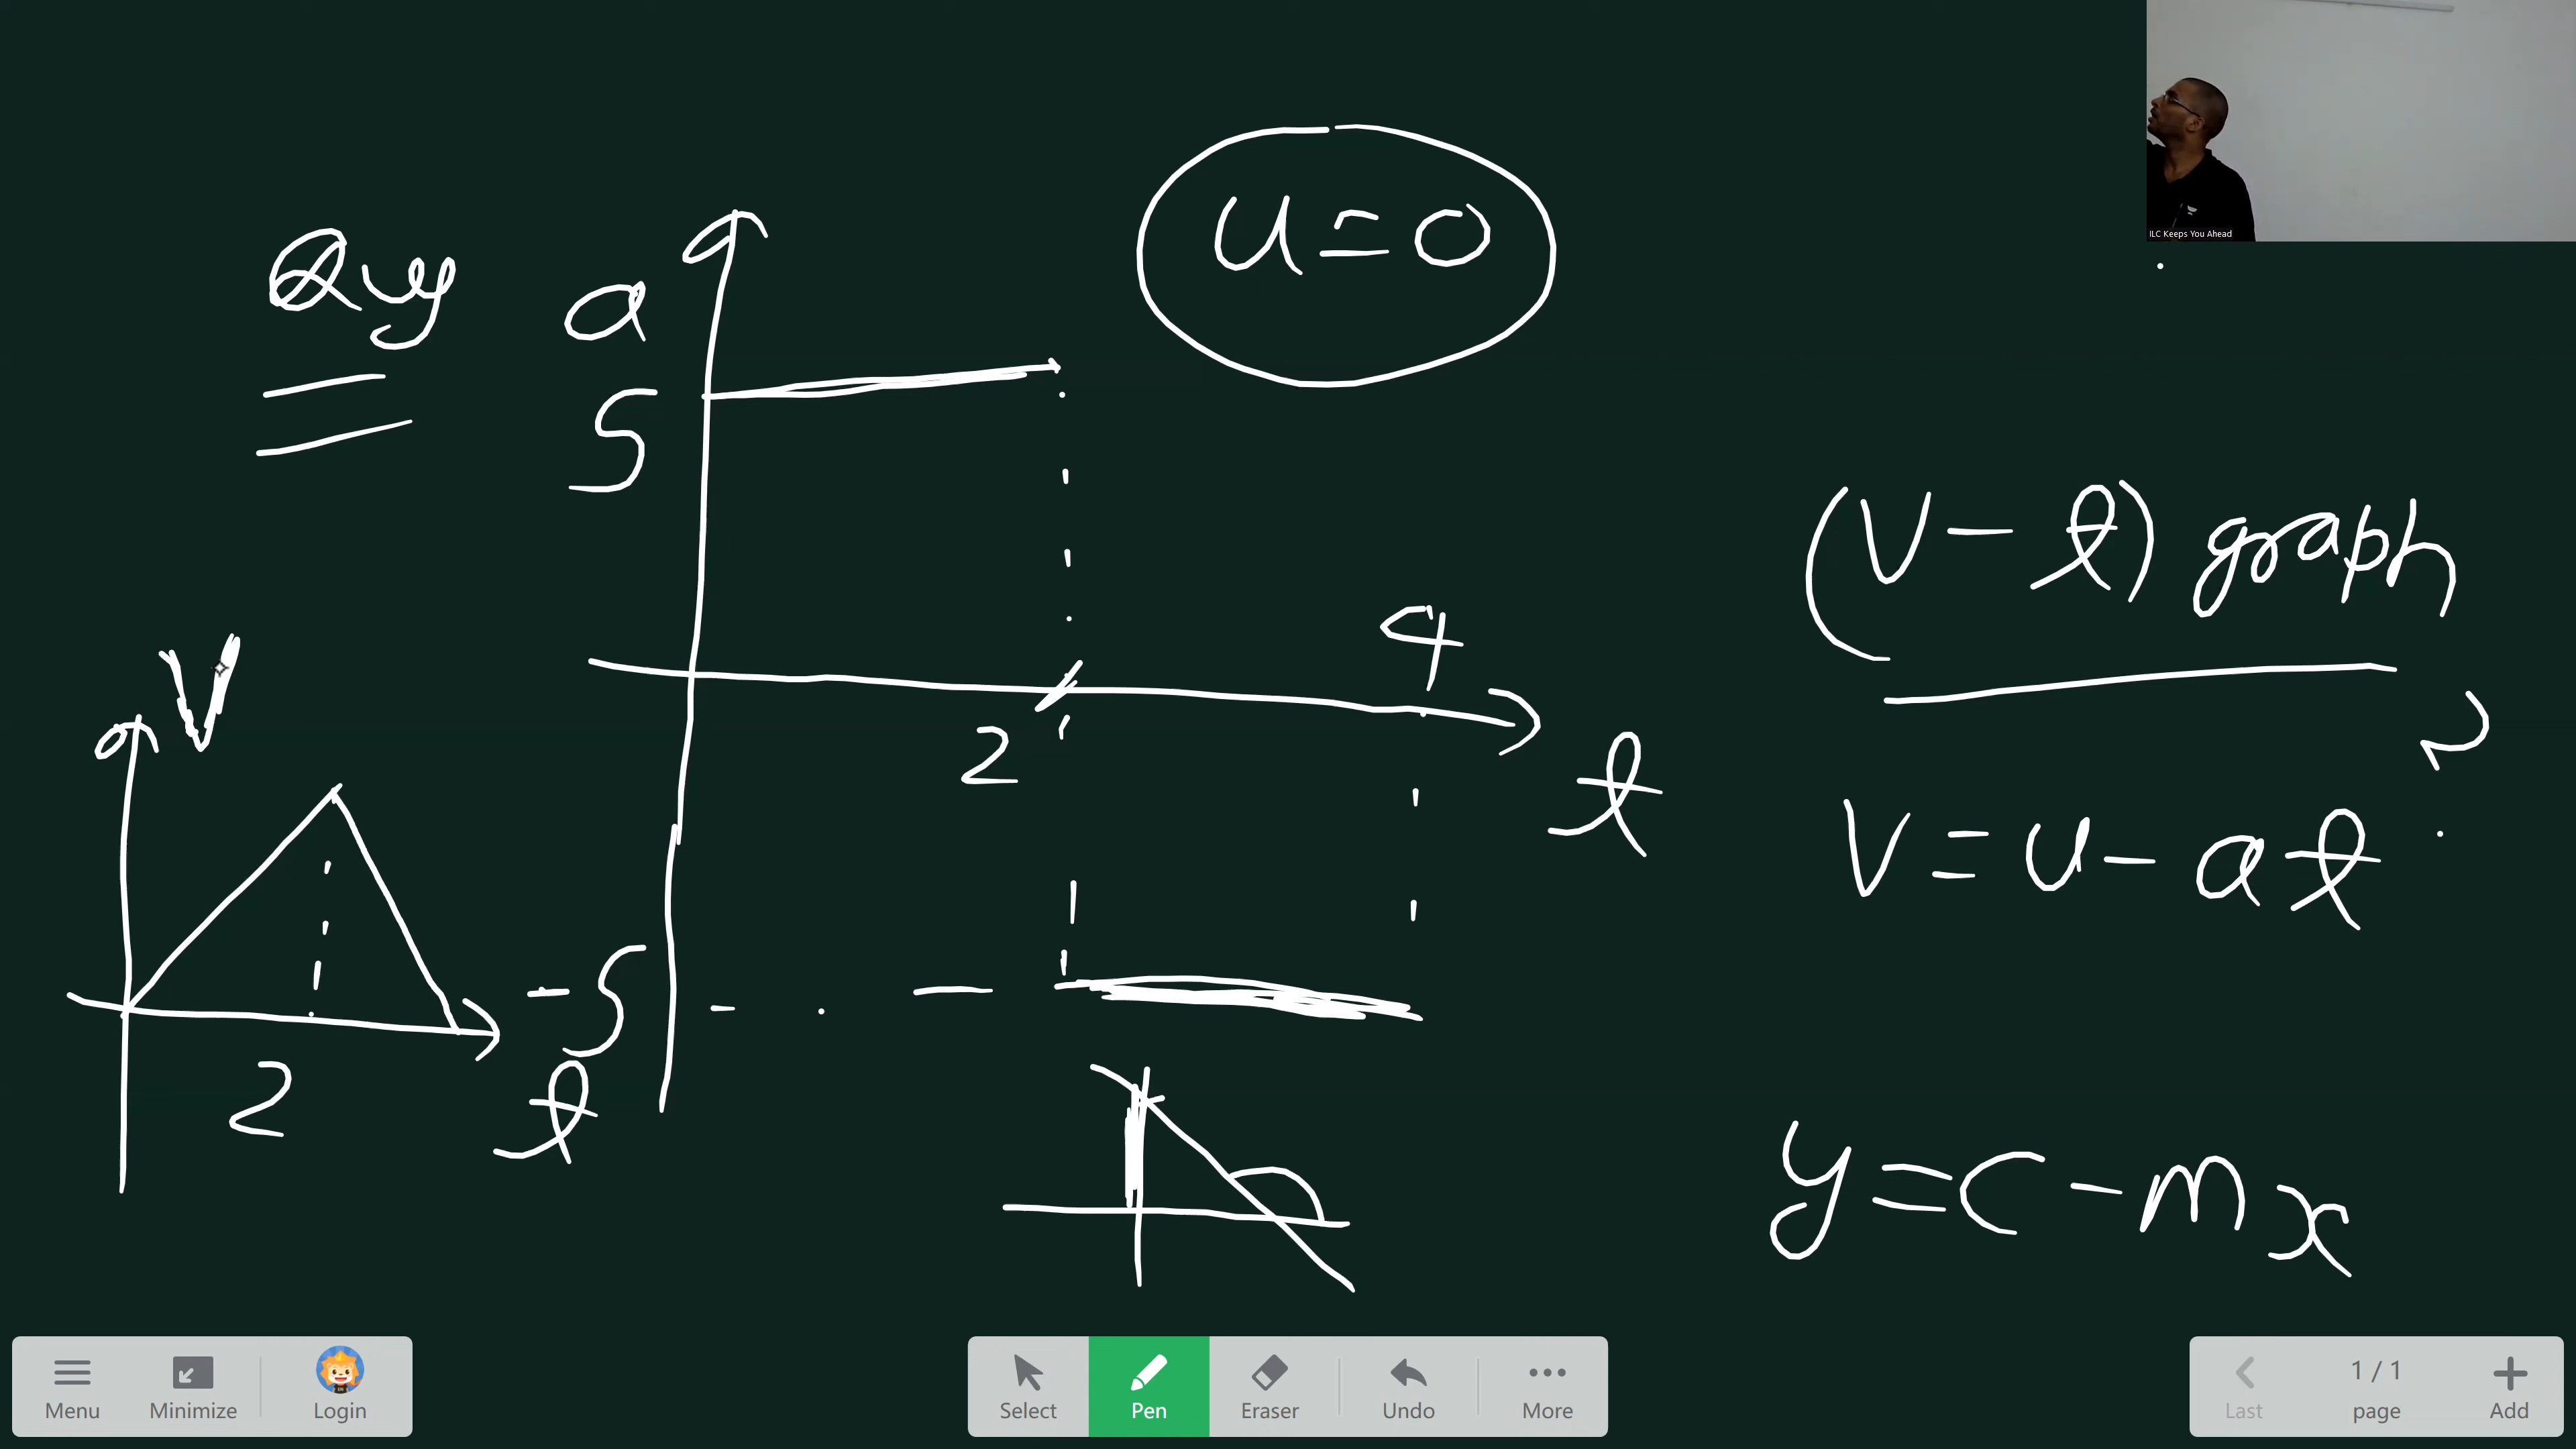 ILC Keeps You Ahead
u=0
Que
a
5
4
2
t
-5
(V-t) graph
?
V=u-at
V
2
t
y=c-mx
Menu
Minimize
Login
Select
Pen
Eraser
Undo
More
Last
1 / 1
page
Add